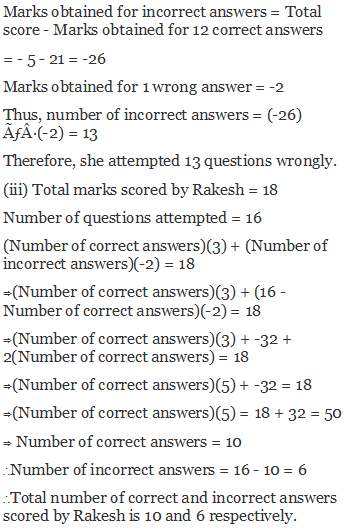 Marks obtained for incorrect answers = Total
score - Marks obtained for 12 correct answers
= - 5 - 21 = -26
Marks obtained for 1 wrong answer = -2
Thus, number of incorrect answers = (-26)
Ãƒ·(-2) = 13
Therefore, she attempted 13 questions wrongly.
(iii) Total marks scored by Rakesh = 18
Number of questions attempted = 16
(Number of correct answers)(3) + (Number of
incorrect answers)(-2) = 18
⇒(Number of correct answers)(3) + (16 -
Number of correct answers)(-2) = 18
⇒(Number of correct answers)(3) + -32 +
2(Number of correct answers) = 18
⇒(Number of correct answers)(5) + -32 = 18
⇒(Number of correct answers)(5) = 18 + 32 = 50
⇒ Number of correct answers = 10
∴Number of incorrect answers = 16 - 10 = 6
∴Total number of correct and incorrect answers
scored by Rakesh is 10 and 6 respectively.